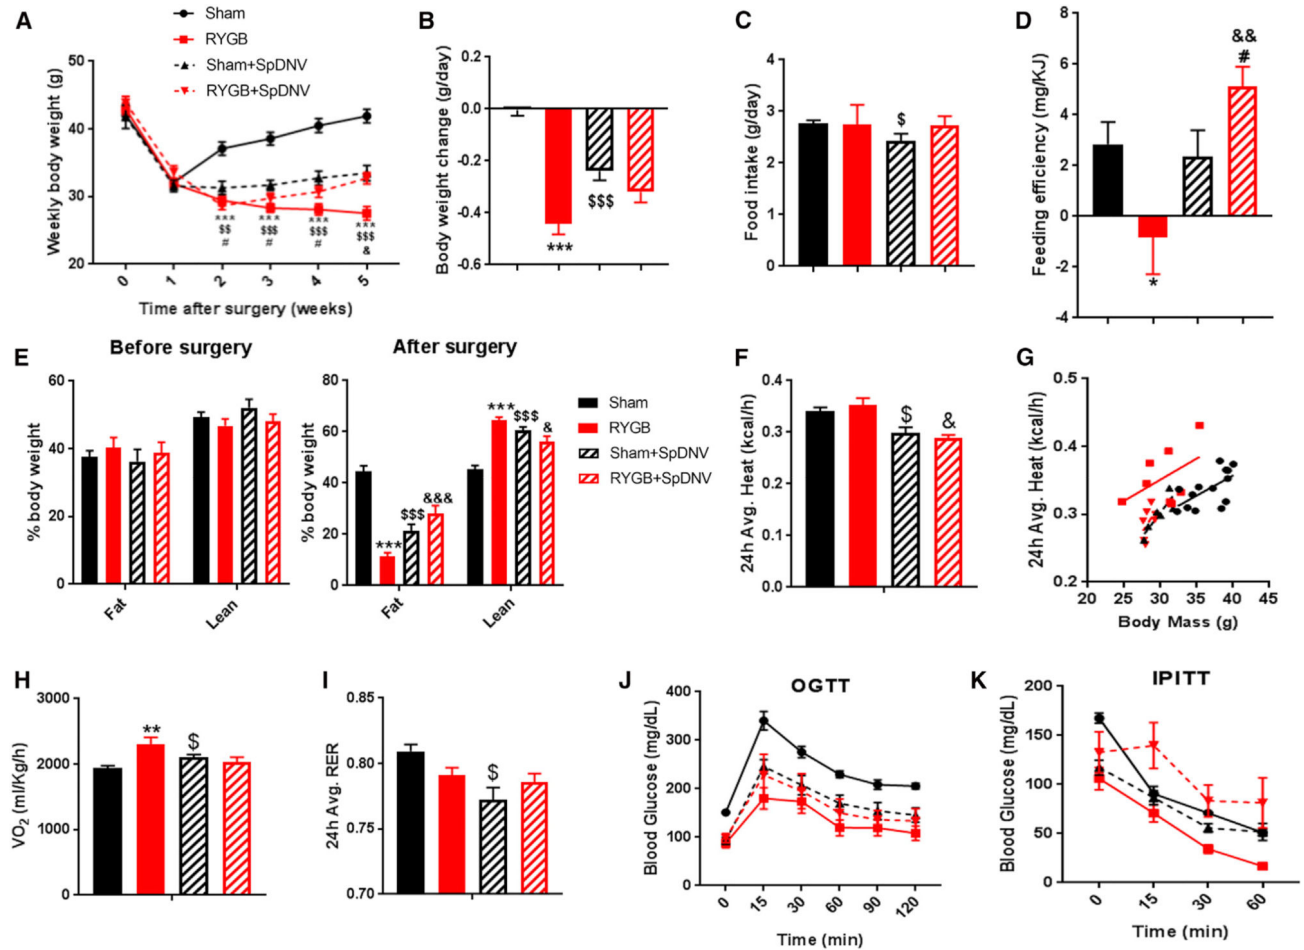 A
Sham
RYGB
Sham+SpDNV
RYGB+SpDNV
Weekly body weight (g)
50
40
30
20
0
1
2
3
4
5
***
$$
#
***
$$$
#
***
$$$
#
***
$$$
&
Time after surgery (weeks)
B
Body weight change (g/day)
0.2
0.0
-0.2
-0.4
-0.6
***
$$$
C
Food intake (g/day)
4
3
2
1
0
$
D
Feeding efficiency (mg/KJ)
8
6
4
2
0
-2
-4
*
&&
#
E
Before surgery
% body weight
60
40
20
0
Fat
Lean
After surgery
% body weight
80
60
40
20
0
***
$$$
&&&
***
$$$
&
Fat
Lean
Sham
RYGB
Sham+SpDNV
RYGB+SpDNV
F
24h Avg. Heat (kcal/h)
0.4
0.3
0.2
0.1
0.0
$
&
G
24h Avg. Heat (kcal/h)
0.5
0.4
0.3
0.2
20
25
30
35
40
45
Body Mass (g)
H
VO2 (ml/Kg/h)
3000
2000
1000
0
**
$
I
24h Avg. RER
0.85
0.80
0.75
0.70
$
J
OGTT
Blood Glucose (mg/dL)
400
300
200
100
0
0
15
30
60
90
120
Time (min)
K
IPITT
Blood Glucose (mg/dL)
200
150
100
50
0
0
15
30
60
Time (min)